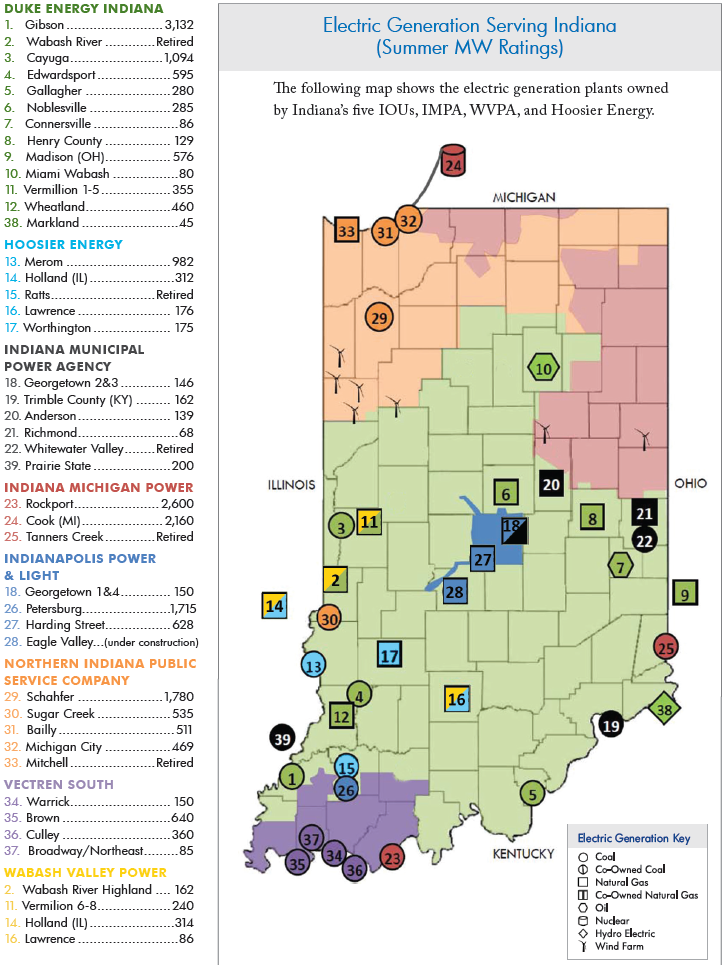 DUKE ENERGY INDIANA
1. Gibson ........................ 3,132
2. Wabash River ............ Retired
3. Cayuga ...................... 1,094
4. Edwardsport ................. 595
5. Gallagher ..................... 280
6. Noblesville ................... 285
7. Connersville ................... 86
8. Henry County .............. 129
9. Madison (OH) ................ 576
10. Miami Wabash ............... 80
11. Vermillion 1-5 ................ 355
12. Wheatland .................... 460
38. Markland ....................... 45
HOOSIER ENERGY
13. Merom ......................... 982
14. Holland (IL) ................... 312
15. Ratts ......................... Retired
16. Lawrence ..................... 176
17. Worthington .................. 175
INDIANA MUNICIPAL
POWER AGENCY
18. Georgetown 2&3 ............ 146
19. Trimble County (KY) ........ 162
20. Anderson ...................... 139
21. Richmond ....................... 68
22. Whitewater Valley ....... Retired
39. Prairie State .................. 200
INDIANA MICHIGAN POWER
23. Rockport .................... 2,600
24. Cook (MI) ................... 2,160
25. Tanners Creek ............ Retired
INDIANAPOLIS POWER
& LIGHT
18. Georgetown 1&4 ............ 150
26. Petersburg ................... 1,715
27. Harding Street ............... 628
28. Eagle Valley...(under construction)
NORTHERN INDIANA PUBLIC
SERVICE COMPANY
29. Schahfer .................... 1,780
30. Sugar Creek .................. 535
31. Bailly ........................... 511
32. Michigan City ................ 469
33. Mitchell ..................... Retired
VECTREN SOUTH
34. Warrick ........................ 150
35. Brown ......................... 640
36. Culley ......................... 360
37. Broadway/Northeast ........ 85
WABASH VALLEY POWER
2. Wabash River Highland .... 162
11. Vermilion 6-8 ................. 240
14. Holland (IL) ................... 314
16. Lawrence ...................... 86
Electric Generation Serving Indiana
(Summer MW Ratings)
The following map shows the electric generation plants owned
by Indiana's five IOUs, IMPA, WVPA, and Hoosier Energy.
24
MICHIGAN
32
33
31
29
10
ILLINOIS
OHIO
20
6
21
8
11
3
18
22
27
7
2
28
9
14
30
25
17
13
4
16
38
12
19
39
15
1
26
5
37
34
23
35
36
KENTUCKY
Electric Generation Key
Coal
Co-Owned Coal
Natural Gas
Co-Owned Natural Gas
Oil
Nuclear
Hydro Electric
Wind Farm